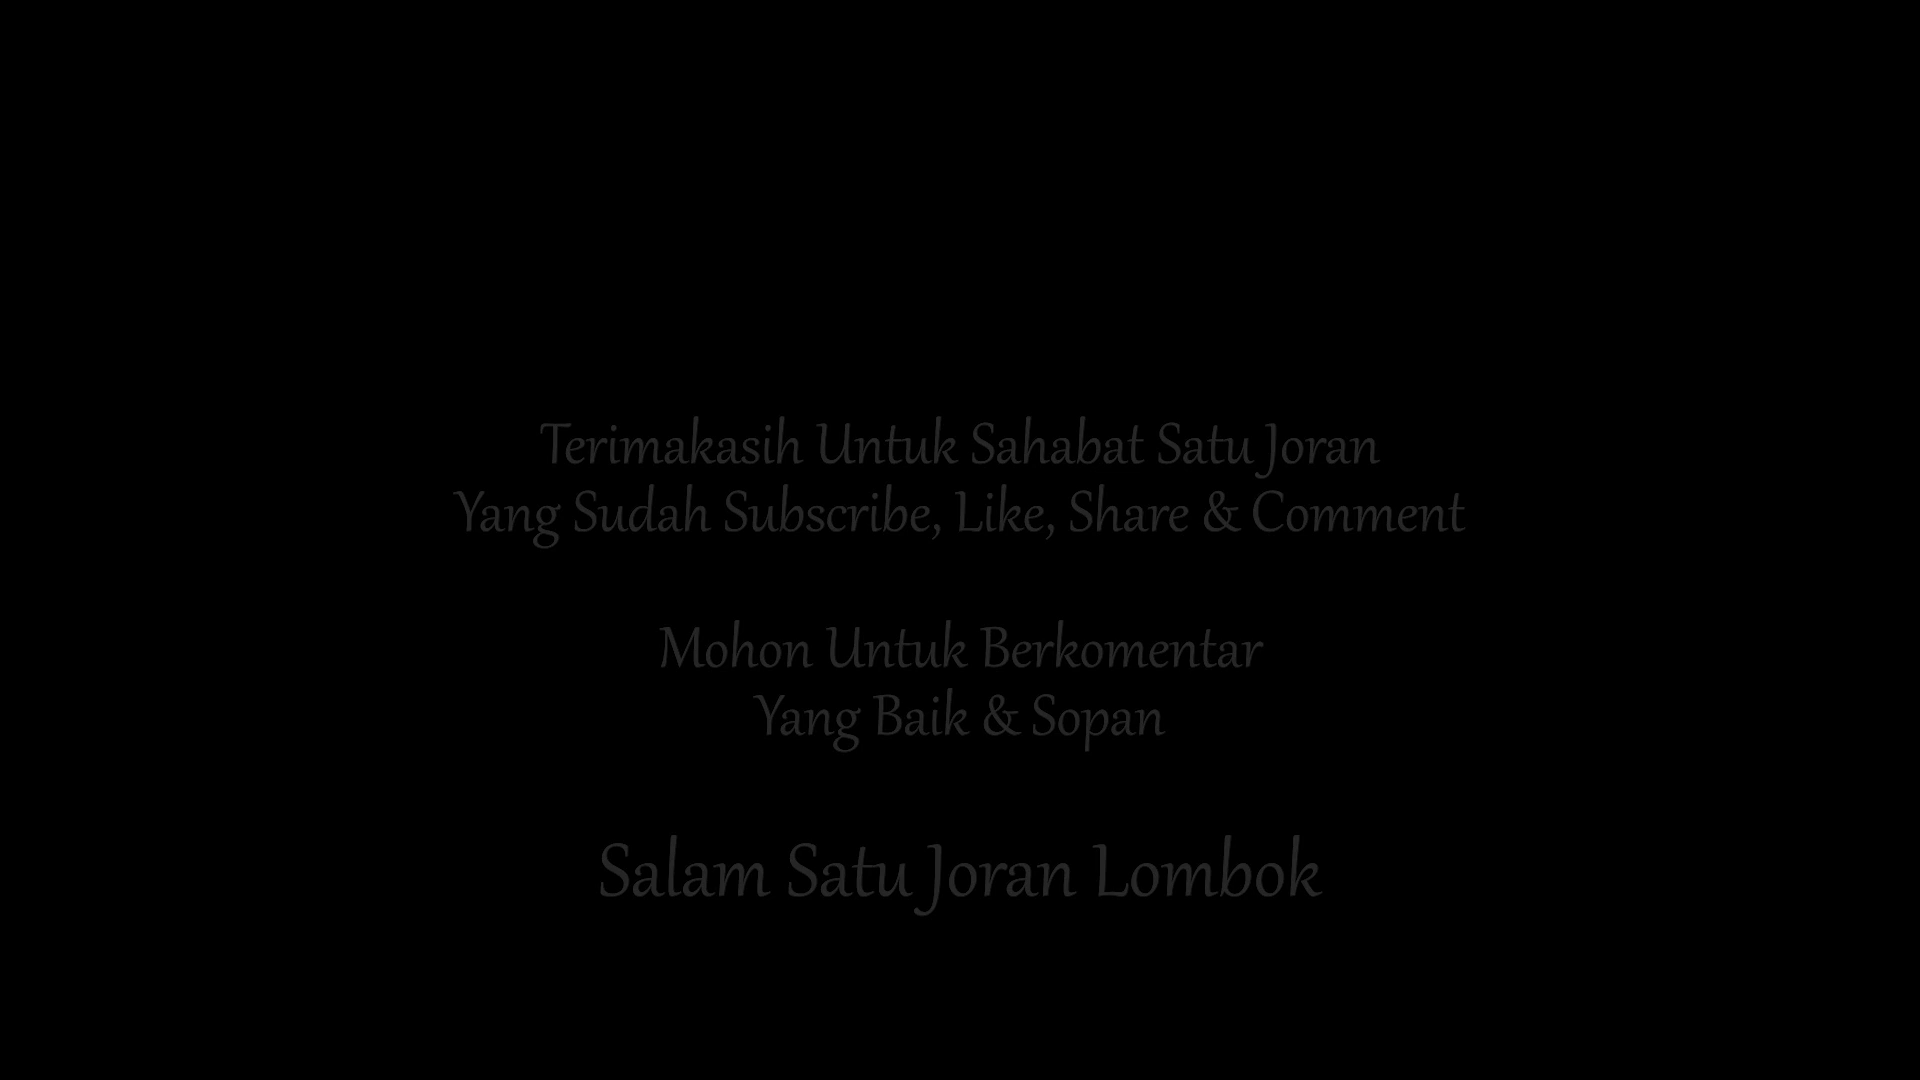 Terimakasih Untuk Sahabat Satu Joran
Yang Sudah Subscribe, Like, Share & Comment
Mohon Untuk Berkomentar
Yang Baik & Sopan
Salam Satu Joran Lombok